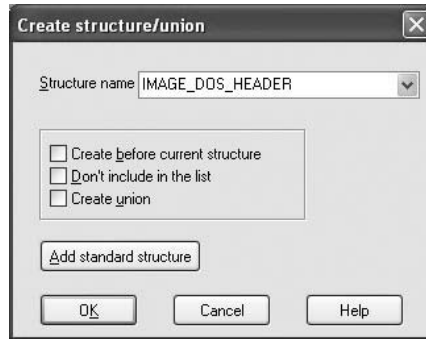 Create structure/union
Structure name IMAGE_DOS_HEADER
Create before current structure
Don't include in the list
Create union
Add standard structure
OK Cancel Help